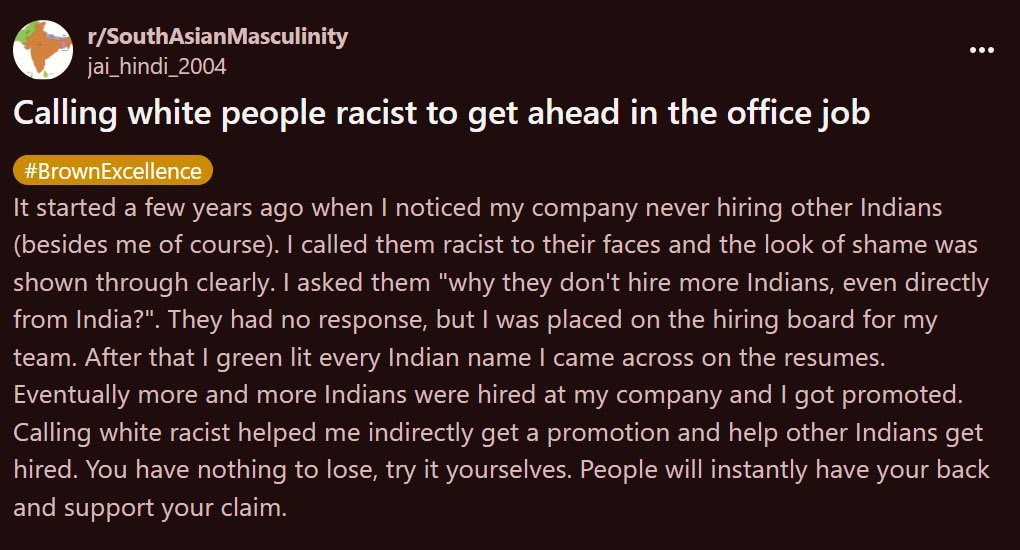 r/SouthAsianMasculinity
jai_hindi_2004
Calling white people racist to get ahead in the office job
#BrownExcellence
It started a few years ago when I noticed my company never hiring other Indians
(besides me of course). I called them racist to their faces and the look of shame was
shown through clearly. I asked them "why they don't hire more Indians, even directly
from India?". They had no response, but I was placed on the hiring board for my
team. After that I green lit every Indian name I came across on the resumes.
Eventually more and more Indians were hired at my company and I got promoted.
Calling white racist helped me indirectly get a promotion and help other Indians get
hired. You have nothing to lose, try it yourselves. People will instantly have your back
and support your claim.